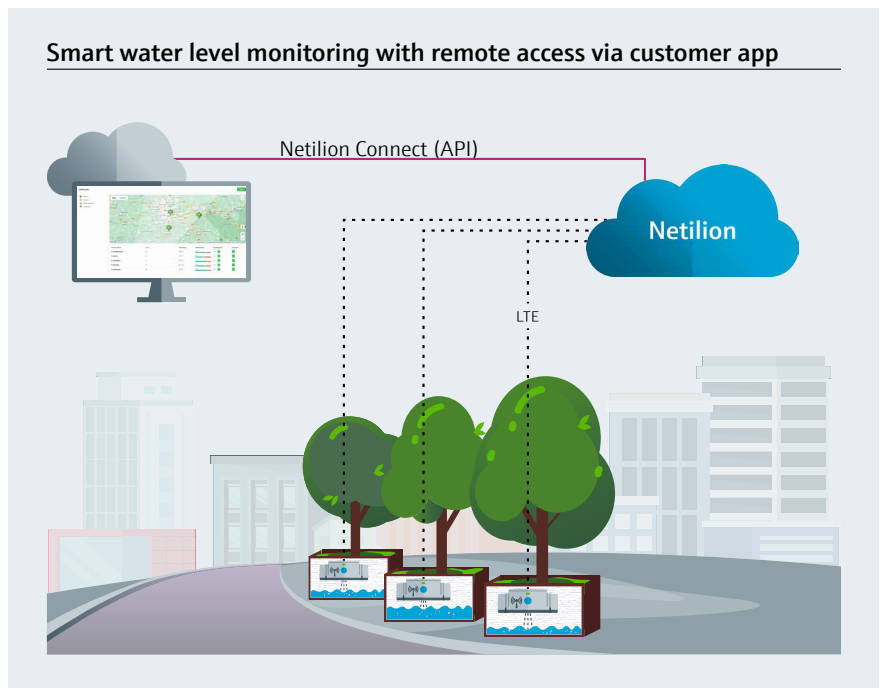 Smart water level monitoring with remote access via customer app
Netilion Connect (API)
Netilion
LTE